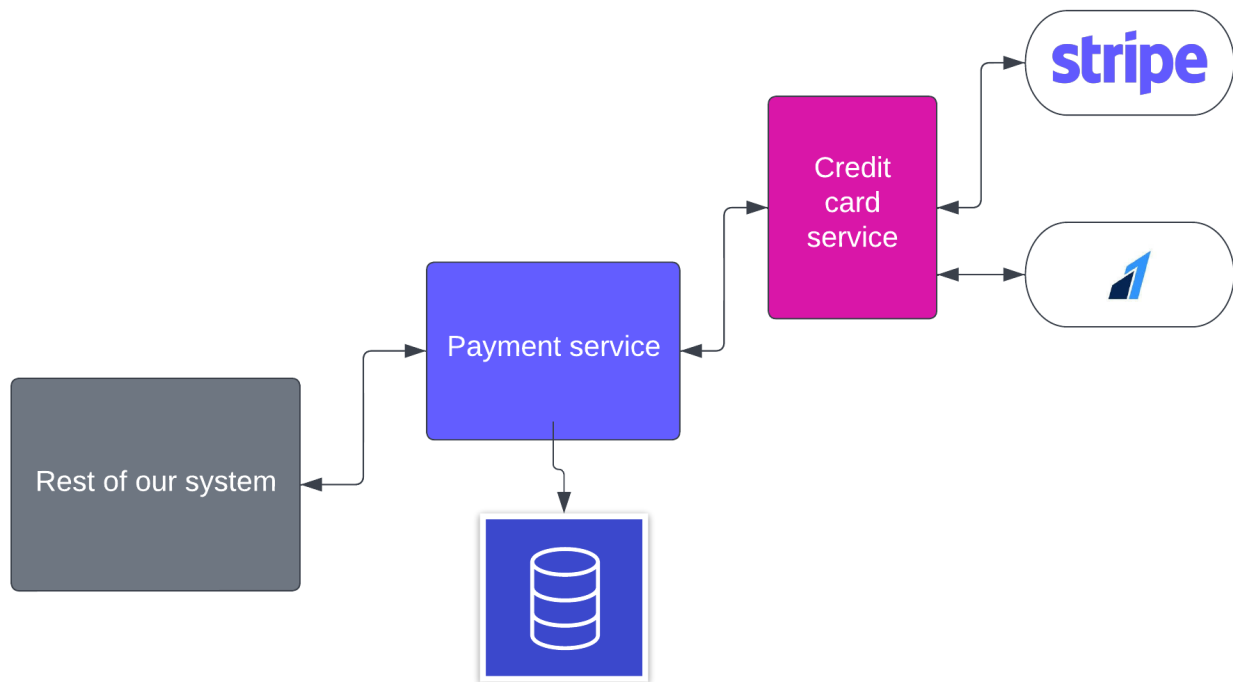 stripe
Credit
card
service
Payment service
Rest of our system